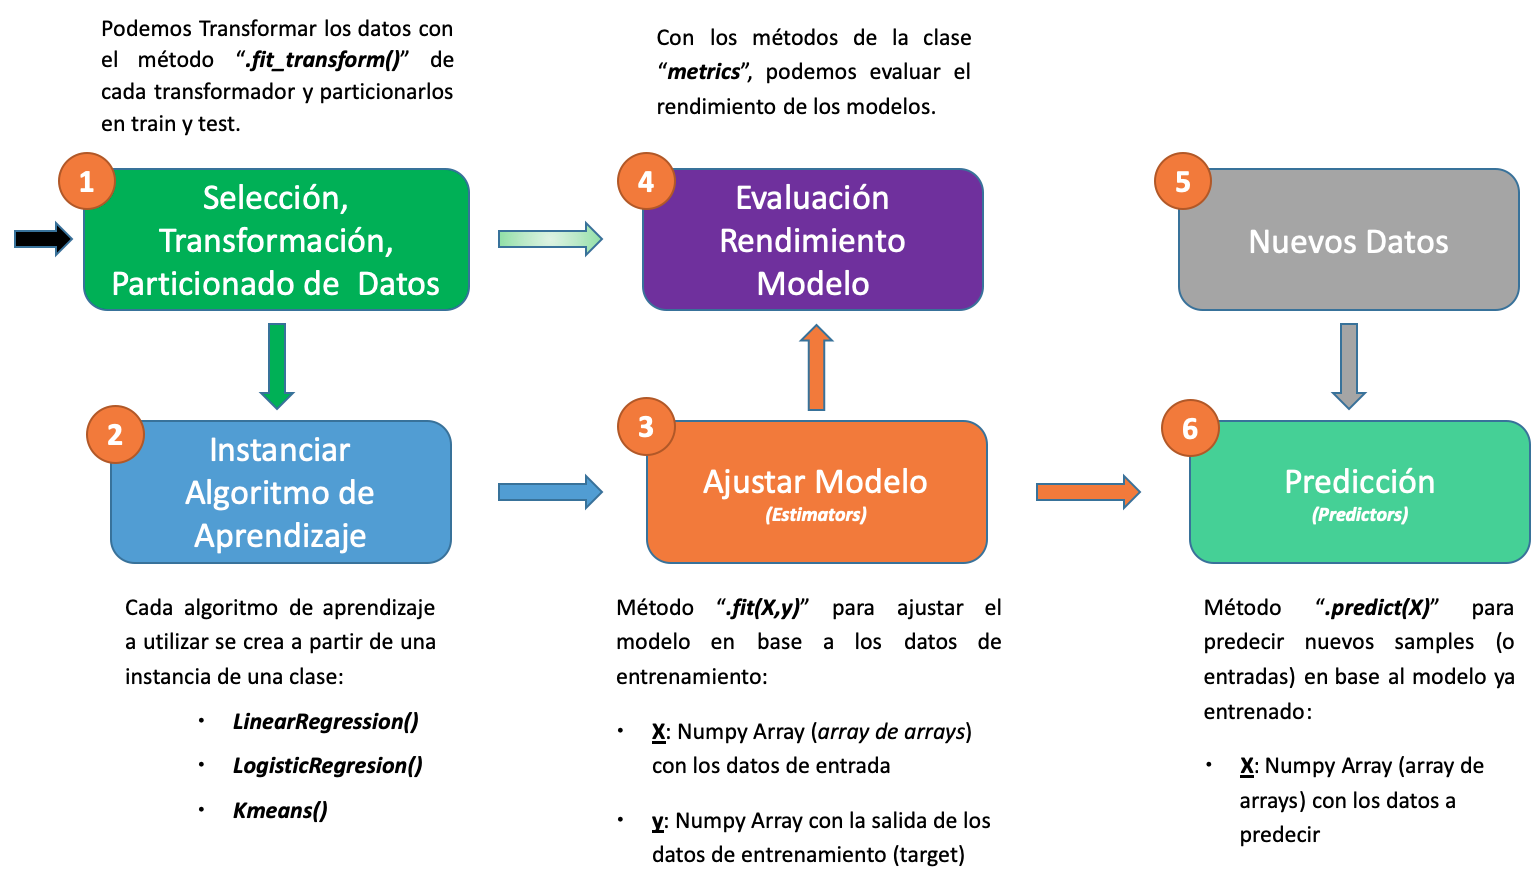 Podemos Transformar los datos con
el método “.fit_transform()” de
cada transformador y particionarlos
en train y test.
1
Selección,
Transformación,
Particionado de Datos
2
Instanciar
Algoritmo de
Aprendizaje
Cada algoritmo de aprendizaje
a utilizar se crea a partir de una
instancia de una clase:
• LinearRegression()
• LogisticRegresion()
• Kmeans()
Con los métodos de la clase
“metrics”, podemos evaluar el
rendimiento de los modelos.
4
Evaluación
Rendimiento
Modelo
3
Ajustar Modelo
(Estimators)
Método “.fit(X,y)” para ajustar el
modelo en base a los datos de
entrenamiento:
• X: Numpy Array (array de arrays)
con los datos de entrada
• y: Numpy Array con la salida de los
datos de entrenamiento (target)
5
Nuevos Datos
6
Predicción
(Predictors)
Método “.predict(X)” para
predecir nuevos samples (o
entradas) en base al modelo ya
entrenado:
• X: Numpy Array (array de
arrays) con los datos a
predecir